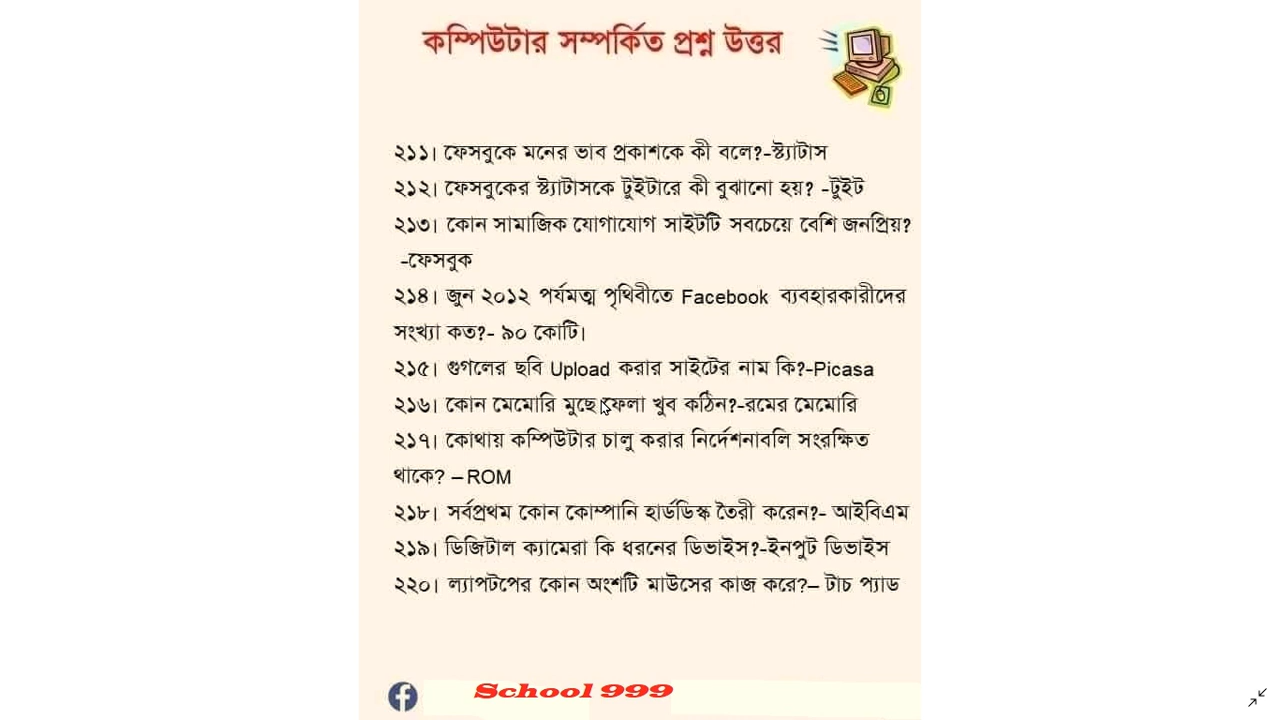 কম্পিউটার সম্পর্কিত প্রশ্ন উত্তর
২১১। ফেসবুকে মনের ভাব প্রকাশকে কী বলে?-স্ট্যাটাস
২১২। ফেসবুকের স্ট্যাটাসকে টুইটারে কী বুঝানো হয়? -টুইট
২১৩। কোন সামাজিক যোগাযোগ সাইটটি সবচেয়ে বেশি জনপ্রিয়?
-ফেসবুক
২১৪। জুন ২০১২ পর্যমত্ম পৃথিবীতে Facebook ব্যবহারকারীদের
সংখ্যা কত?- ৯০ কোটি।
২১৫। গুগলের ছবি Upload করার সাইটের নাম কি?-Picasa
২১৬। কোন মেমোরি মুছে ফেলা খুব কঠিন?-রমের মেমোরি
২১৭। কোথায় কম্পিউটার চালু করার নির্দেশনাবলি সংরক্ষিত
থাকে? – ROM
২১৮। সর্বপ্রথম কোন কোম্পানি হার্ডডিস্ক তৈরী করেন?- আইবিএম
২১৯। ডিজিটাল ক্যামেরা কি ধরনের ডিভাইস?-ইনপুট ডিভাইস
২২০। ল্যাপটপের কোন অংশটি মাউসের কাজ করে?– টাচ প্যাড
School 999